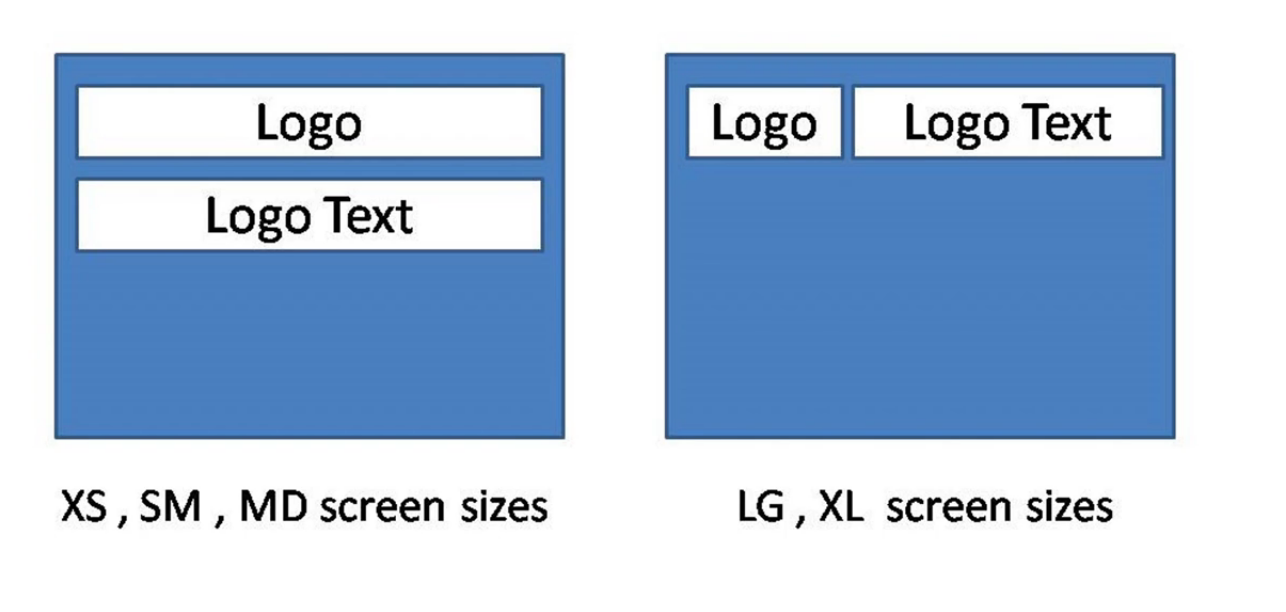 Logo
Logo Text
XS , SM , MD screen sizes
Logo Logo Text
LG , XL  screen sizes